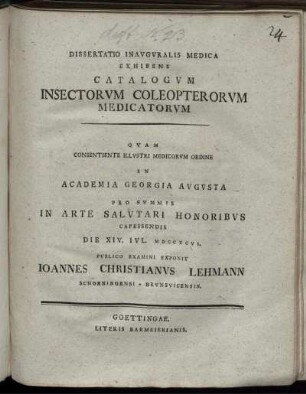 24
DISSERTATIO INAVGVRALIS MEDICA
EXHIBENS
CATALOGVM
INSECTORVM COLEOPTERORVM
MEDICATORVM
QVAM
CONSENTIENTE ILLVSTRI MEDICORVM ORDINE
IN
ACADEMIA GEORGIA AVGVSTA
PRO SVMMIS
IN ARTE SALVTARI HONORIBVS
CAPESSENDIS
DIE XIV. IVL. MDCCXCVI.
PVBLICO EXAMINI EXPONIT
IOANNES CHRISTIANVS LEHMANN
SCHOENINGENSI - BRVNSVICENSIS.
GOETTINGAE.
LITERIS BARMEIERIANIS.